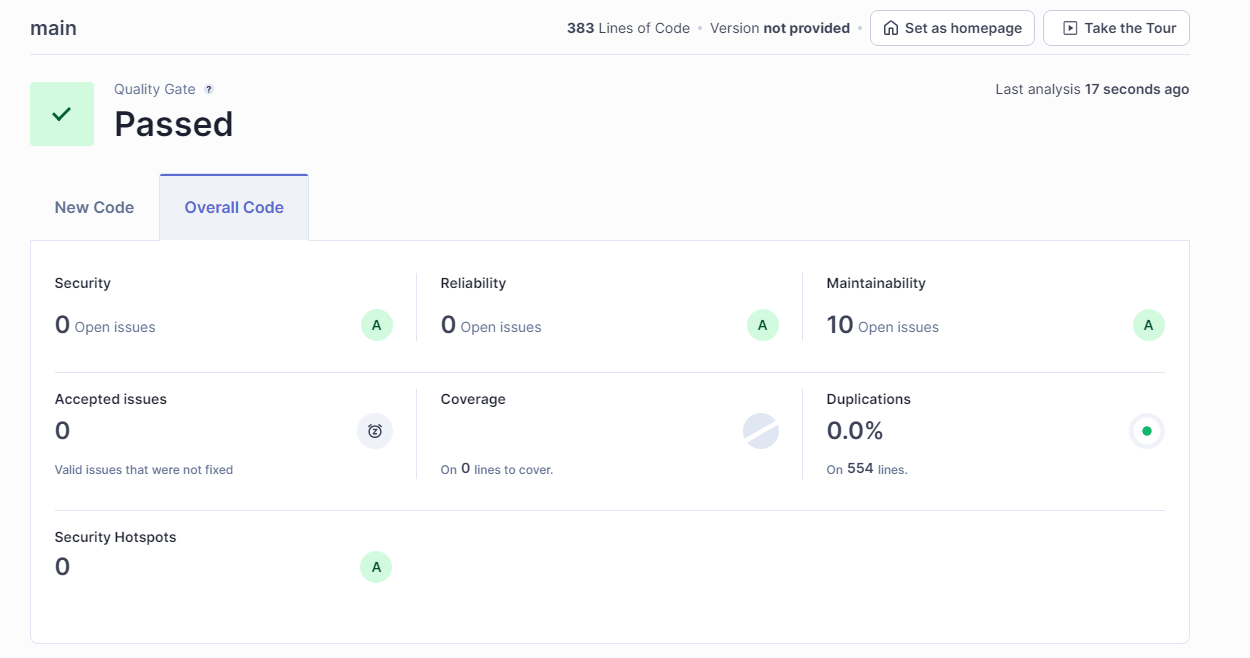 main
383 Lines of Code • Version not provided •
Set as homepage
Take the Tour
Quality Gate ?
Passed
Last analysis 17 seconds ago
New Code
Overall Code
Security
0 Open issues
A
Reliability
0 Open issues
A
Maintainability
10 Open issues
A
Accepted issues
0
Valid issues that were not fixed
Coverage
On 0 lines to cover.
Duplications
0.0%
On 554 lines.
Security Hotspots
0
A